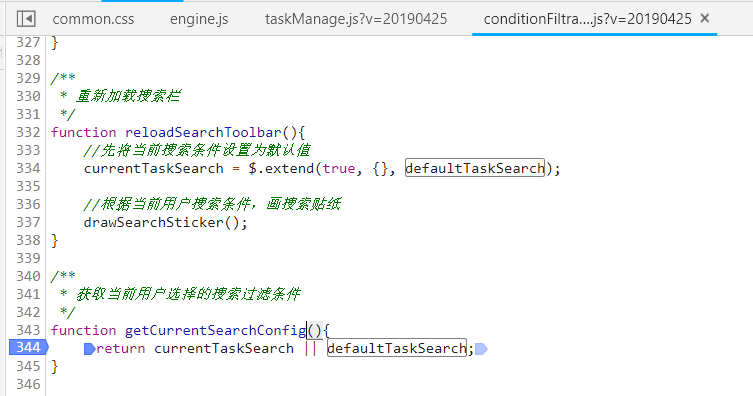 common.css engine.js taskManage.js?v=20190425 conditionFiltra....js?v=20190425 ×
327 }
328
329 /**
330 * 重新加载搜索栏
331 */
332 function reloadSearchToolbar(){
333 //先将当前搜索条件设置为默认值
334 currentTaskSearch = $.extend(true, {}, defaultTaskSearch);
335
336 //根据当前用户搜索条件，画搜索贴纸
337 drawSearchSticker();
338 }
339
340 /**
341 * 获取当前用户选择的搜索过滤条件
342 */
343 function getCurrentSearchConfig(){
344 return currentTaskSearch || defaultTaskSearch;
345 }
346